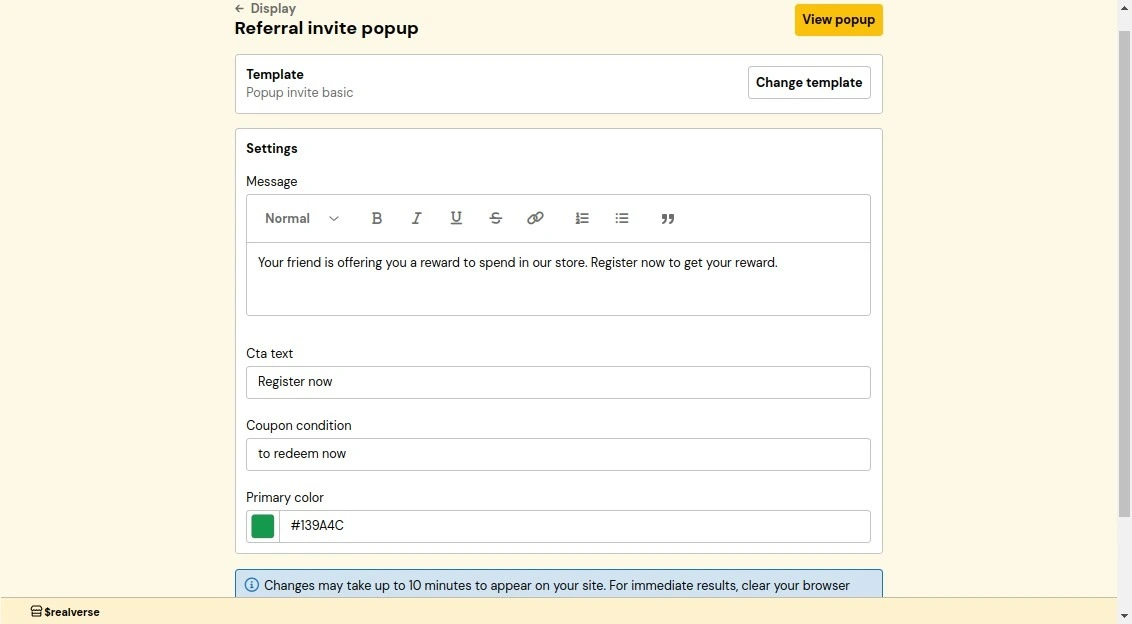 ← Display
Referral invite popup
View popup
Template
Popup invite basic
Change template
Settings
Message
Normal B I U S
Your friend is offering you a reward to spend in our store. Register now to get your reward.
Cta text
Register now
Coupon condition
to redeem now
Primary color
#139A4C
Changes may take up to 10 minutes to appear on your site. For immediate results, clear your browser
$realverse